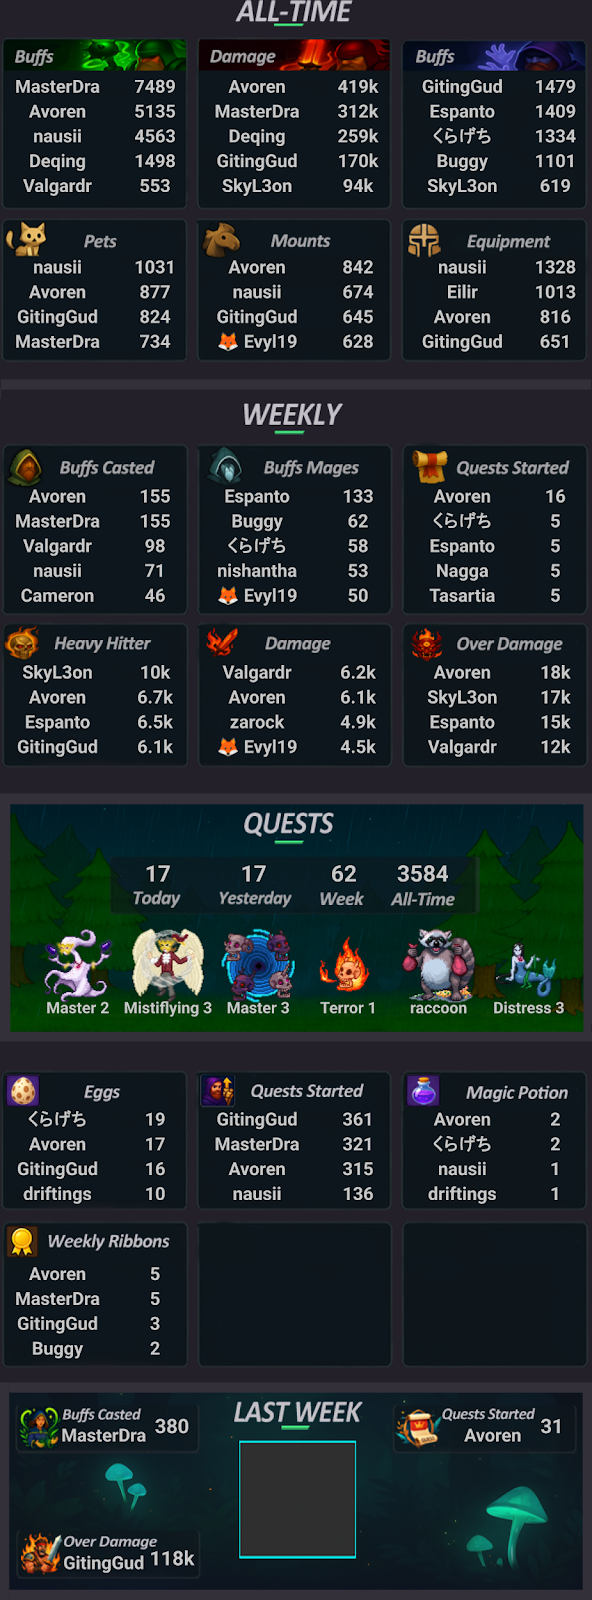 ALL-TIME
Buffs Damage Buffs
MasterDra 7489 Avoren 419k GitingGud 1479
Avoren 5135 MasterDra 312k Espanto 1409
nausii 4563 Deqing 259k くらげち 1334
Deqing 1498 GitingGud 170k Buggy 1101
Valgardr 553 SkyL3on 94k SkyL3on 619
Pets Mounts Equipment
nausii 1031 Avoren 842 nausii 1328
Avoren 877 nausii 674 Eilir 1013
GitingGud 824 GitingGud 645 Avoren 816
MasterDra 734 🦊 Evyl19 628 GitingGud 651
WEEKLY
Buffs Casted Buffs Mages Quests Started
Avoren 155 Espanto 133 Avoren 16
MasterDra 155 Buggy 62 くらげち 5
Valgardr 98 くらげち 58 Espanto 5
nausii 71 nishantha 53 Nagga 5
Cameron 46 🦊 Evyl19 50 Tasartia 5
Heavy Hitter Damage Over Damage
SkyL3on 10k Valgardr 6.2k Avoren 18k
Avoren 6.7k Avoren 6.1k SkyL3on 17k
Espanto 6.5k zarock 4.9k Espanto 15k
GitingGud 6.1k 🦊 Evyl19 4.5k Valgardr 12k
QUESTS
17 17 62 3584
Today Yesterday Week All-Time
Master 2 Mistiflying 3 Master 3 Terror 1 raccoon Distress 3
Eggs Quests Started Magic Potion
くらげち 19 GitingGud 361 Avoren 2
Avoren 17 MasterDra 321 くらげち 2
GitingGud 16 Avoren 315 nausii 1
driftings 10 nausii 136 driftings 1
Weekly Ribbons
Avoren 5
MasterDra 5
GitingGud 3
Buggy 2
LAST WEEK
Buffs Casted
MasterDra 380
Quests Started
Avoren 31
Over Damage
GitingGud 118k